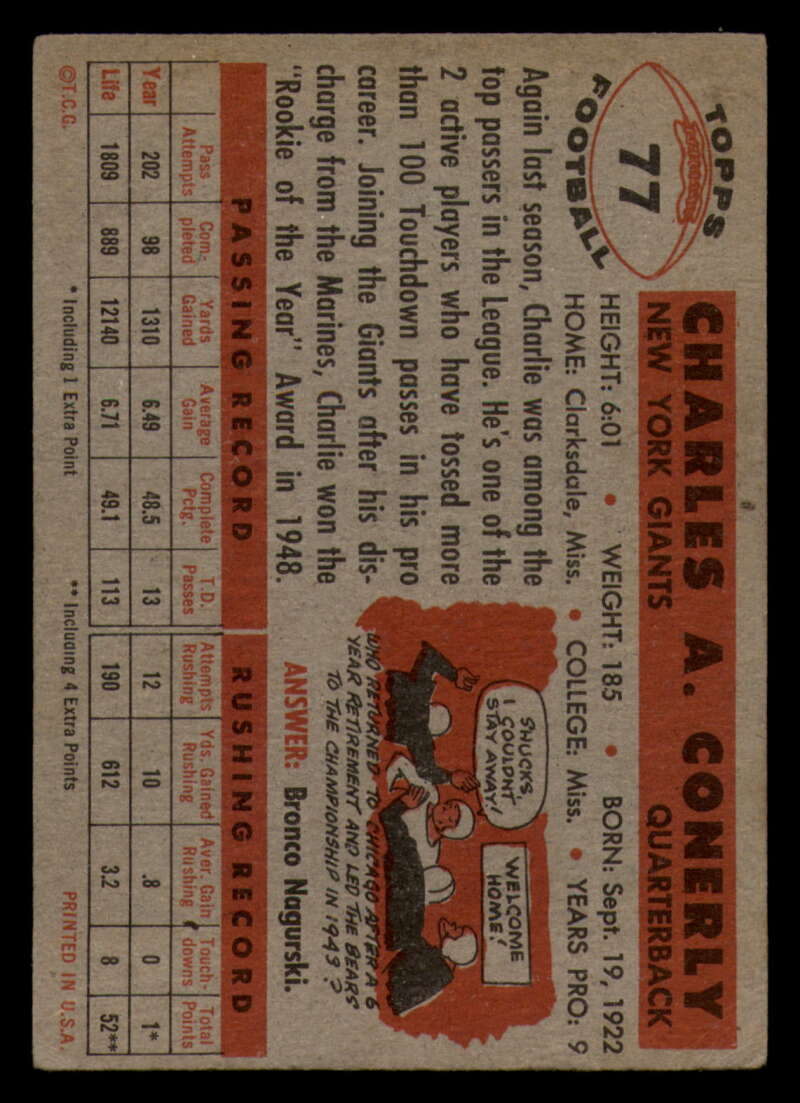 TOPPS
77
FOOTBALL
CHARLES A. CONERLY
NEW YORK GIANTS QUARTERBACK
HEIGHT: 6:01 • WEIGHT: 185 • BORN: Sept. 19, 1922
HOME: Clarksdale, Miss. • COLLEGE: Miss. • YEARS PRO: 9
Again last season, Charlie was among the
top passers in the League. He's one of the
2 active players who have tossed more
than 100 Touchdown passes in his pro
career. Joining the Giants after his dis-
charge from the Marines, Charlie won the
"Rookie of the Year" Award in 1948.
SHUCKS,
I COULDN'T
STAY AWAY!
WELCOME
HOME!
WHO RETURNED TO CHICAGO AFTER A 6
YEAR RETIREMENT AND LED THE BEARS
TO THE CHAMPIONSHIP IN 1943?
ANSWER: Bronco Nagurski.
PASSING RECORD RUSHING RECORD
Pass Attempts Com-pleted Yards Gained Average Gain Complete Pctg. T.D. Passes Attempts Rushing Yds. Gained Rushing Aver. Gain Rushing Touch-downs Total Points
Year 202 98 1310 6.49 48.5 13 12 10 .8 0 1*
Life 1809 889 12140 6.71 49.1 113 190 612 3.2 8 52**
©T.C.G. * Including 1 Extra Point ** Including 4 Extra Points PRINTED IN U.S.A.